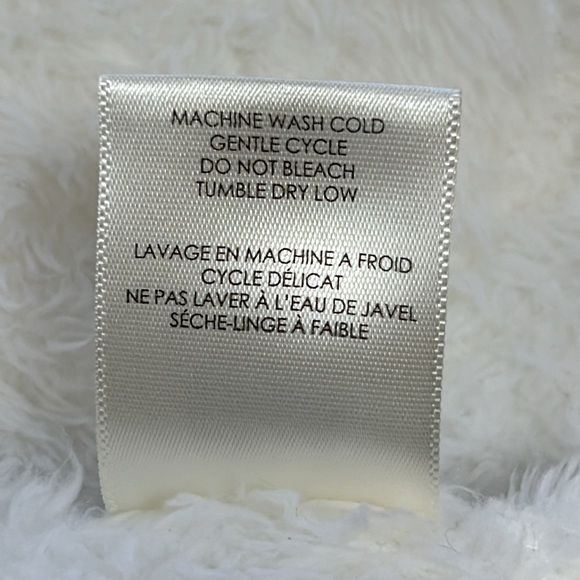 MACHINE WASH COLD
GENTLE CYCLE
DO NOT BLEACH
TUMBLE DRY LOW
LAVAGE EN MACHINE A FROID
CYCLE DÉLICAT
NE PAS LAVER À L'EAU DE JAVEL
SÉCHE-LINGE À FAIBLE